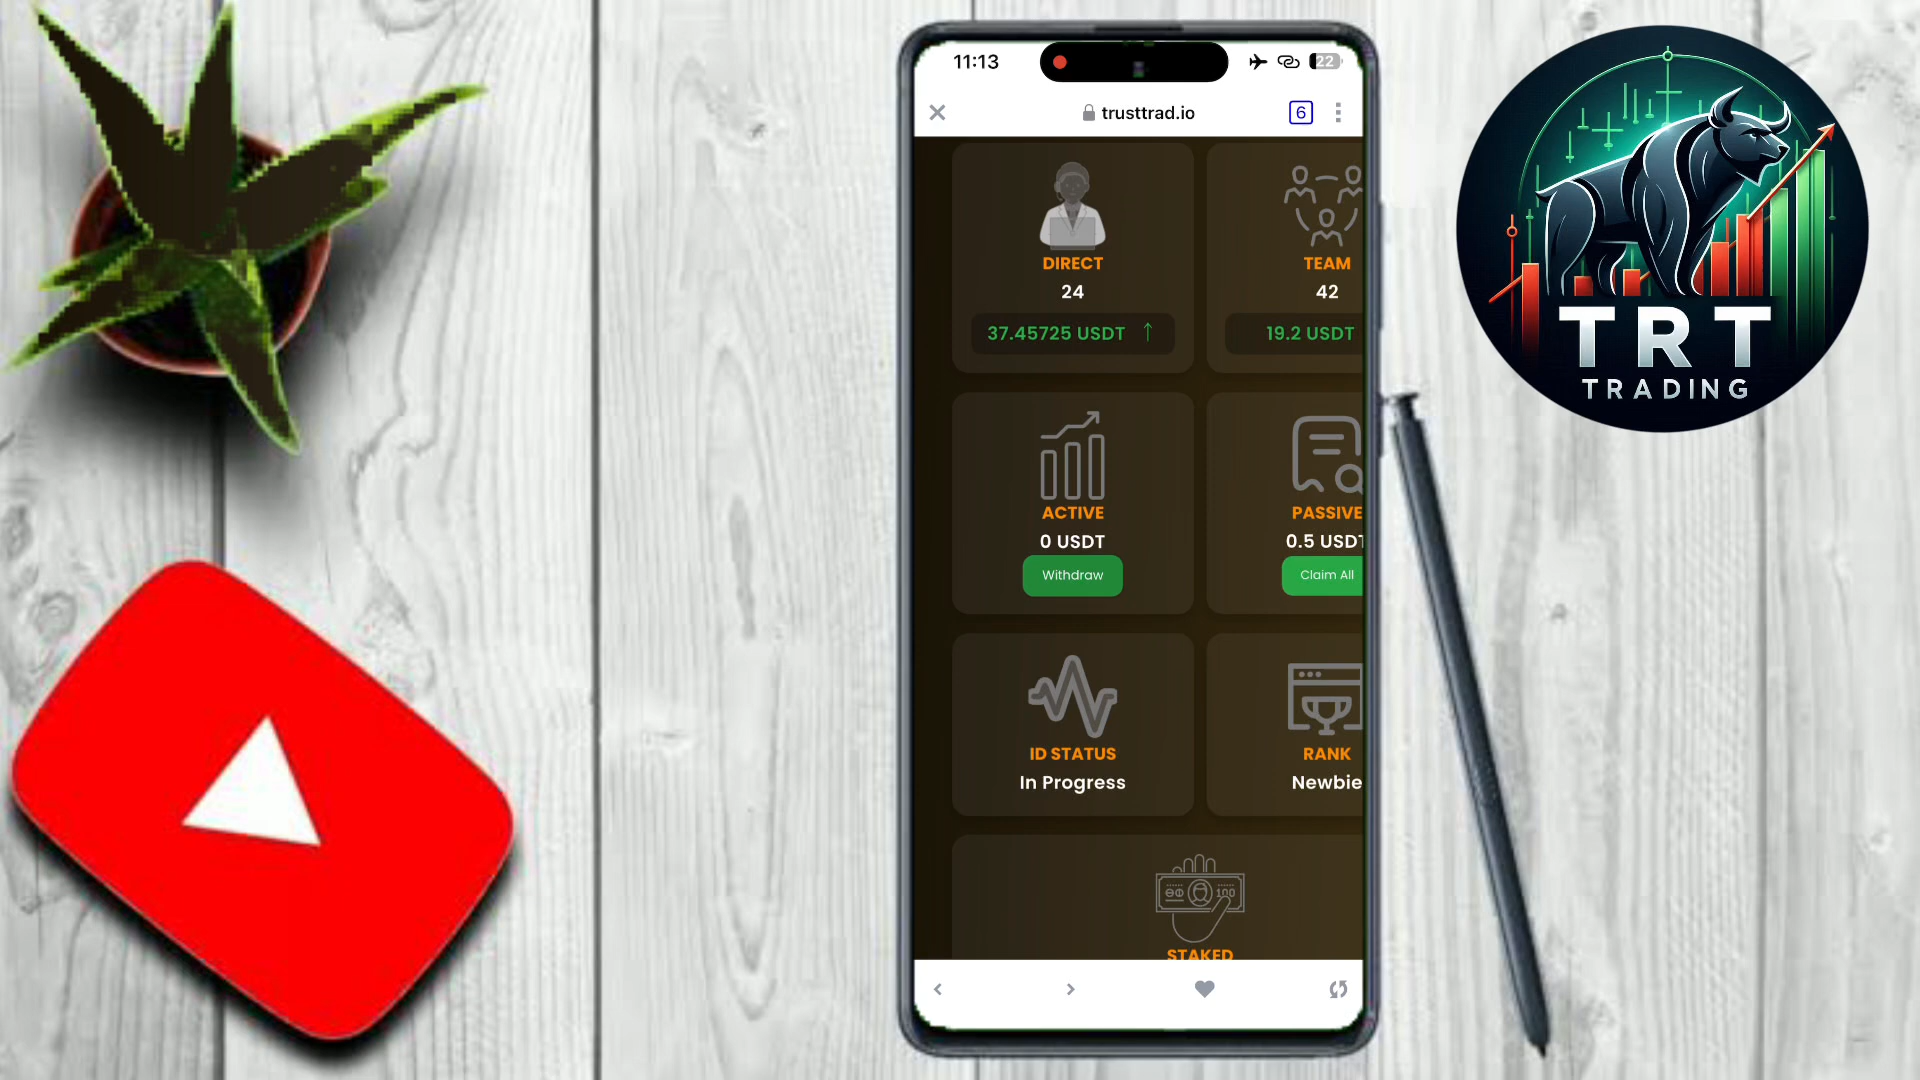 11:13
22
trusttrad.io
6
DIRECT
24
37.45725 USDT ↑
TEAM
42
19.2 USDT
ACTIVE
0 USDT
Withdraw
PASSIVE
0.5 USDT
Claim All
ID STATUS
In Progress
RANK
Newbie
100
STAKED
TRT
TRADING